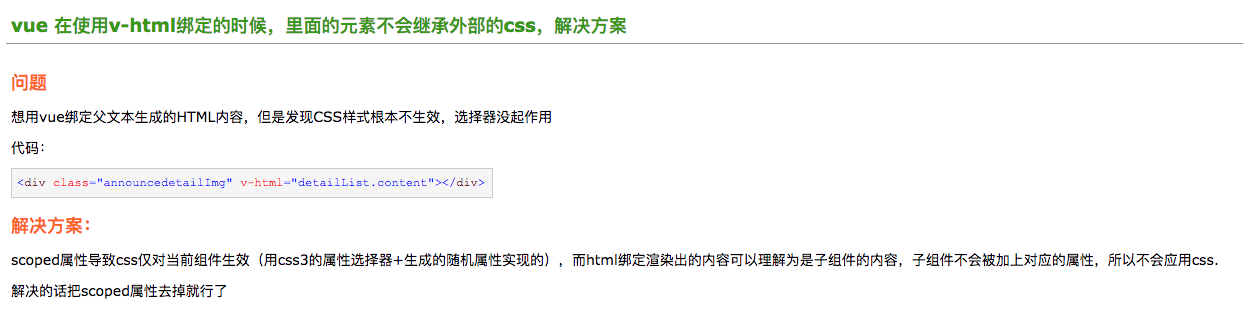 vue 在使用v-html绑定的时候，里面的元素不会继承外部的css，解决方案
问题
想用vue绑定父文本生成的HTML内容，但是发现CSS样式根本不生效，选择器没起作用
代码：
<div class="announcedetailImg" v-html="detailList.content"></div>
解决方案：
scoped属性导致css仅对当前组件生效（用css3的属性选择器+生成的随机属性实现的），而html绑定渲染出的内容可以理解为是子组件的内容，子组件不会被加上对应的属性，所以不会应用css.
解决的话把scoped属性去掉就行了